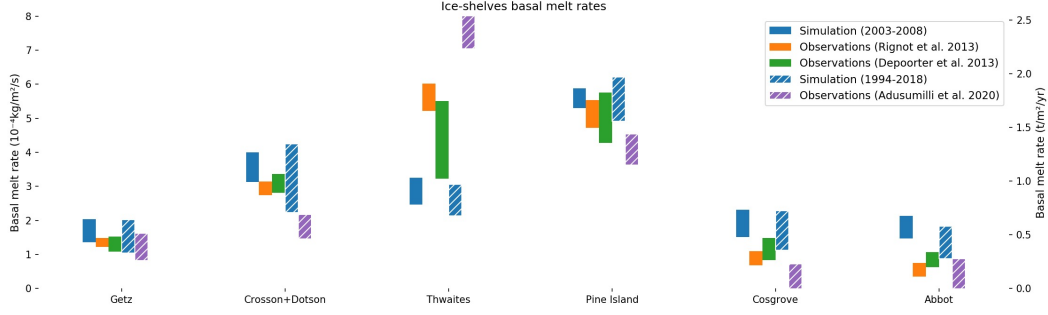 Ice-shelves basal melt rates
8
7
6
5
4
3
2
1
0
Basal melt rate (10⁻⁴kg/m²/s)
2.5
2.0
1.5
1.0
0.5
0.0
Basal melt rate (t/m²/yr)
Simulation (2003-2008)
Observations (Rignot et al. 2013)
Observations (Depoorter et al. 2013)
Simulation (1994-2018)
Observations (Adusumilli et al. 2020)
Getz
Crosson+Dotson
Thwaites
Pine Island
Cosgrove
Abbot